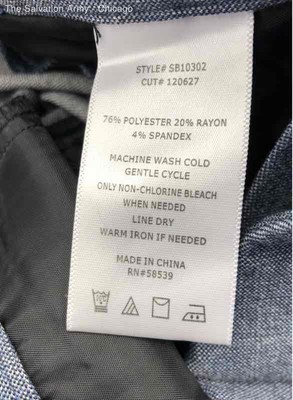 The Salvation Army - Chicago
STYLE# SB10302
CUT# 120627
76% POLYESTER 20% RAYON
4% SPANDEX
MACHINE WASH COLD
GENTLE CYCLE
ONLY NON-CHLORINE BLEACH
WHEN NEEDED
LINE DRY
WARM IRON IF NEEDED
MADE IN CHINA
RN#58539